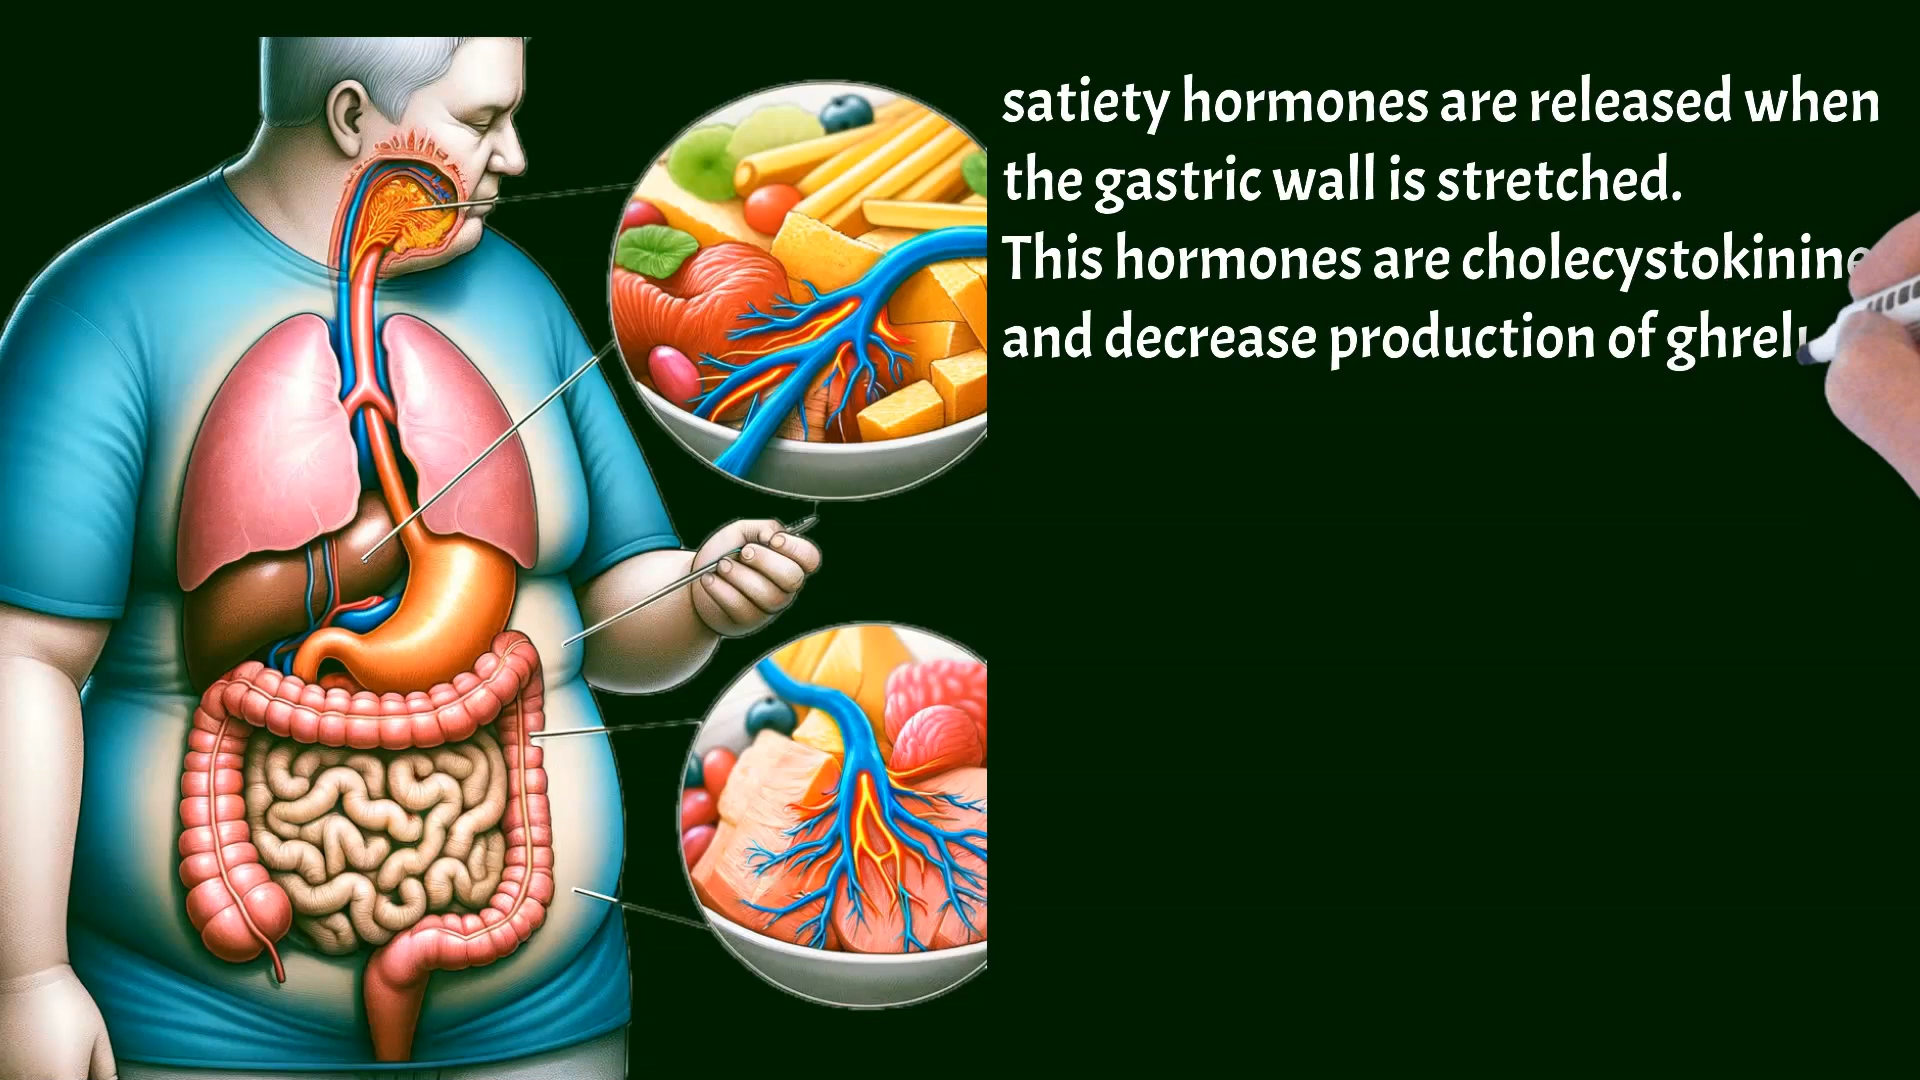 satiety hormones are released when
the gastric wall is stretched.
This hormones are cholecystokinine
and decrease production of